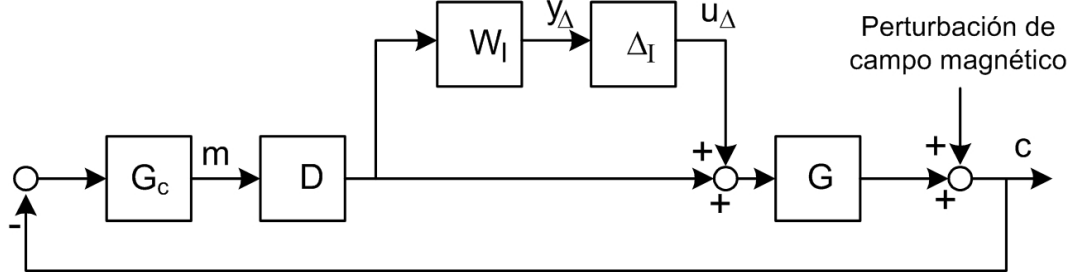 y_Δ u_Δ
W_I Δ_I
Perturbación de
campo magnético
G_c m D + + G + + c
-